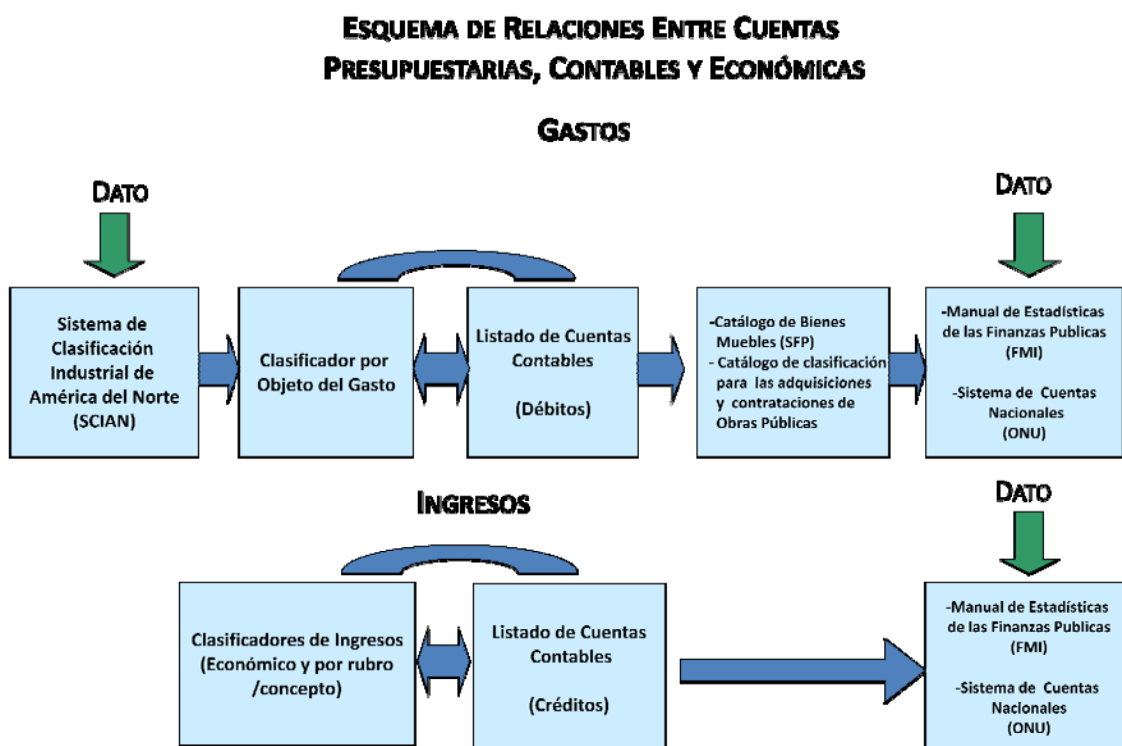 ESQUEMA DE RELACIONES ENTRE CUENTAS
PRESUPUESTARIAS, CONTABLES Y ECONÓMICAS
GASTOS
DATO
DATO
Sistema de
Clasificación
Industrial de
América del Norte
(SCIAN)
Clasificador por
Objeto del Gasto
Listado de Cuentas
Contables
(Débitos)
-Catálogo de Bienes
Muebles (SFP)
- Catálogo de clasificación
para las adquisiciones
y contrataciones de
Obras Públicas
-Manual de Estadísticas
de las Finanzas Publicas
(FMI)
-Sistema de Cuentas
Nacionales
(ONU)
INGRESOS
DATO
Clasificadores de Ingresos
(Económico y por rubro
/concepto)
Listado de Cuentas
Contables
(Créditos)
-Manual de Estadísticas
de las Finanzas Publicas
(FMI)
-Sistema de Cuentas
Nacionales
(ONU)